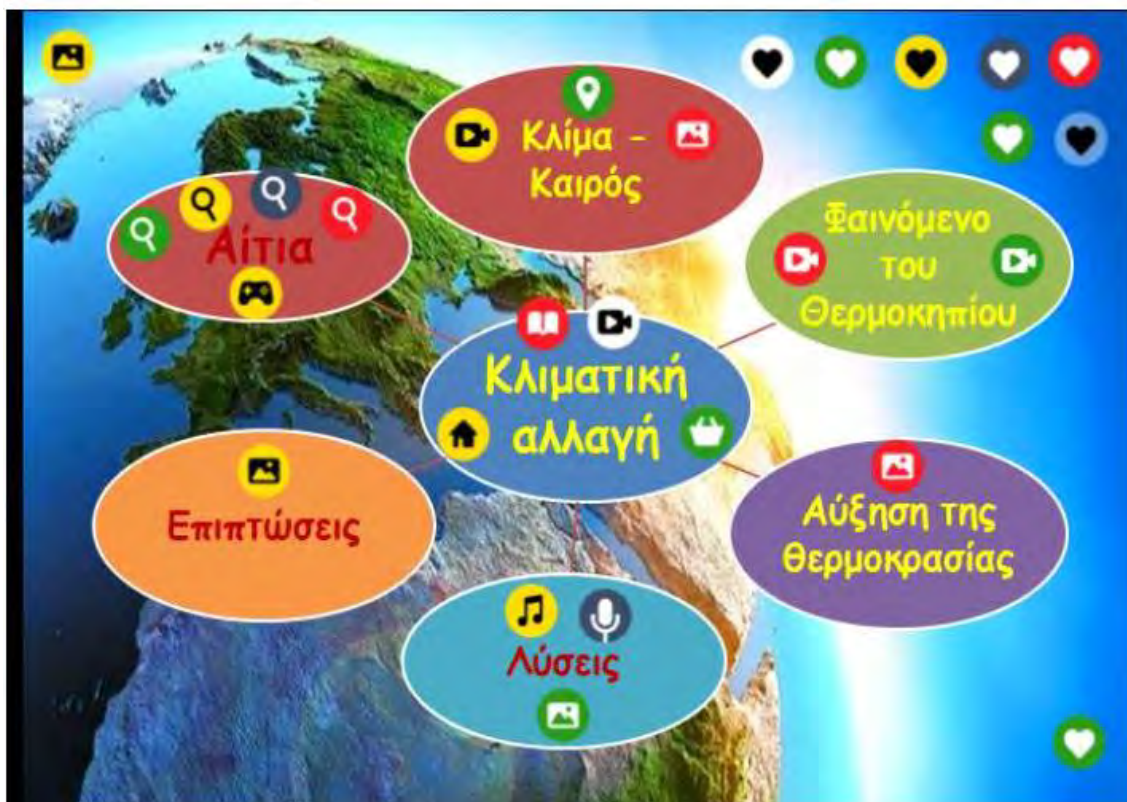 Κλίμα -
Καιρός
Αίτια
Φαινόμενο
του
Θερμοκηπίου
Κλιματική
αλλαγή
Επιπτώσεις
Αύξηση της
θερμοκρασίας
Λύσεις